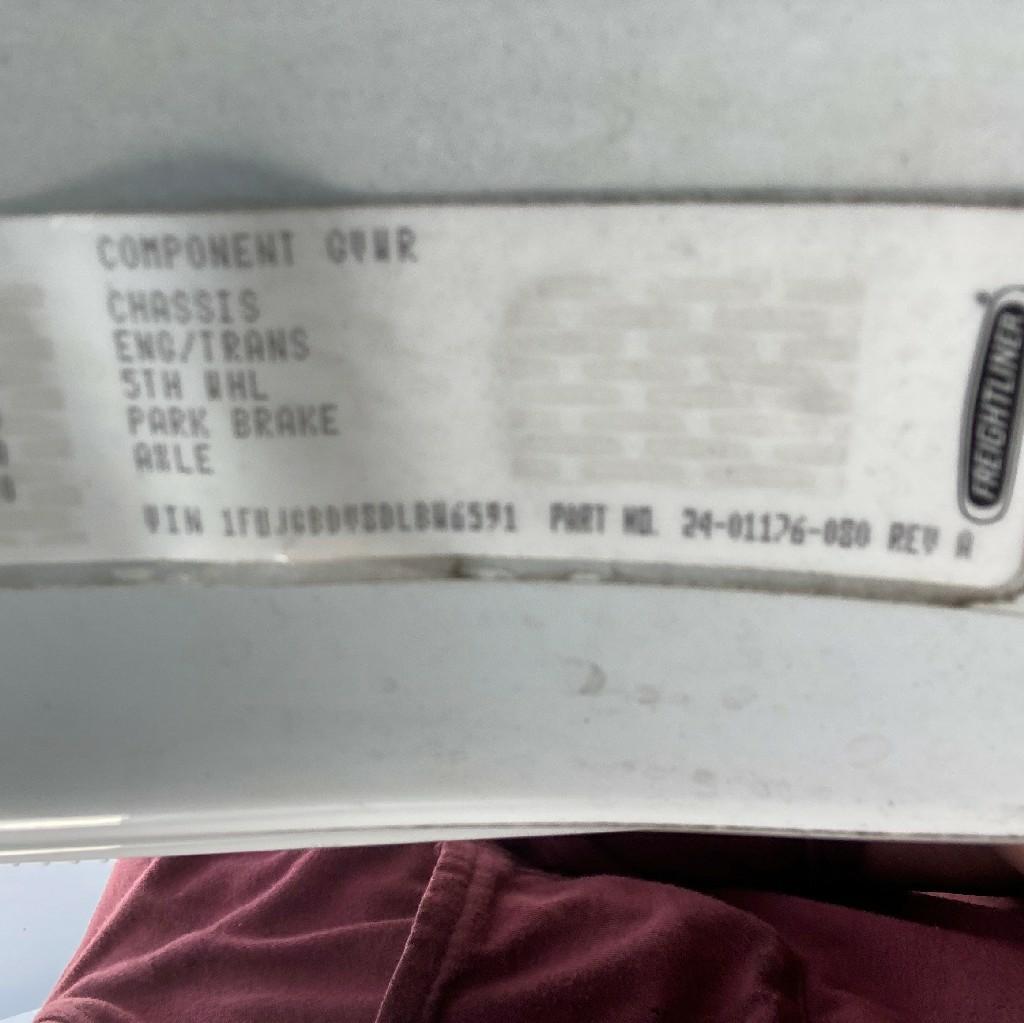 COMPONENT GVWR
CHASSIS
ENG/TRANS
5TH WHL
PARK BRAKE
AXLE
VIN 1FUJGBDV8DLBW6591 PART NO. 24-01176-080 REV A
FREIGHTLINER